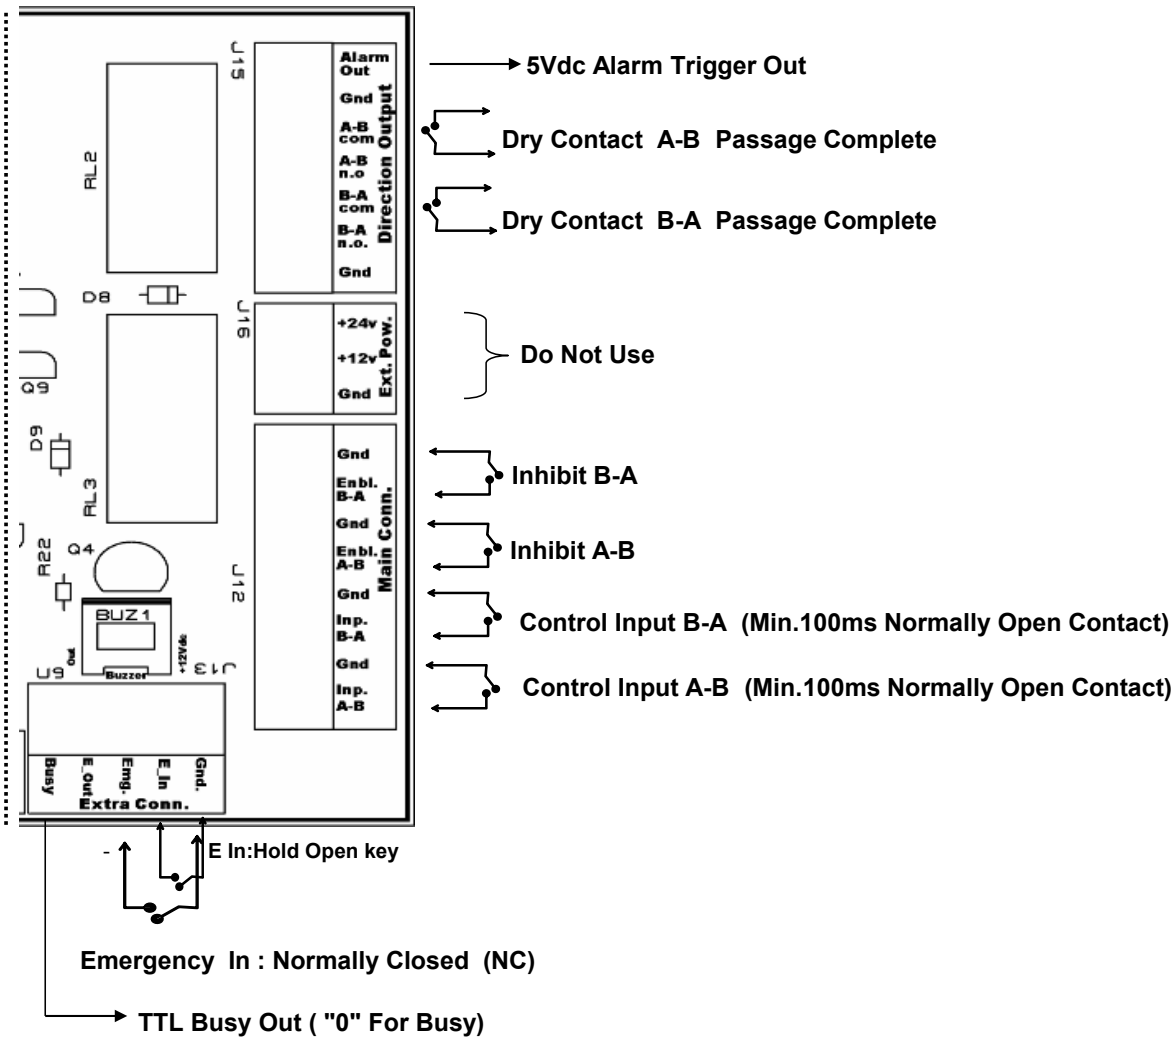 J15
Alarm
Out
Gnd
A-B
com
A-B
n.o
B-A
com
B-A
n.o.
Gnd
Direction Output
5Vdc Alarm Trigger Out
Dry Contact A-B Passage Complete
Dry Contact B-A Passage Complete
RL2
D8
J16
+24v
+12v
Gnd
Ext. Pow.
Do Not Use
Q9
D9
RL3
Q4
R22
J12
Gnd
Enbl.
B-A
Gnd
Enbl.
A-B
Gnd
Inp.
B-A
Gnd
Inp.
A-B
Main Conn.
Inhibit B-A
Inhibit A-B
Control Input B-A (Min.100ms Normally Open Contact)
Control Input A-B (Min.100ms Normally Open Contact)
BUZ1
Out
+12Vdc
Buzzer
U9
J13
Busy
E_Out
Emg.
E_In
Gnd.
Extra Conn.
-
E In:Hold Open key
Emergency In : Normally Closed (NC)
TTL Busy Out ( "0" For Busy)